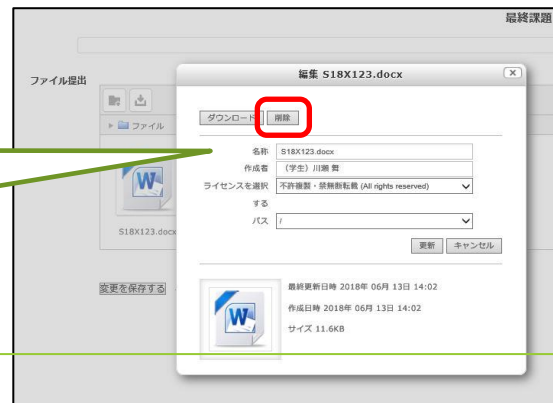 最終課題
ファイル提出
ファイル
S18X123.docx
変更を保存する
編集 S18X123.docx
ダウンロード 削除
名称 S18X123.docx
作成者 (学生) 川瀬 舞
ライセンスを選択 不許複製・禁無断転載 (All rights reserved)
する
パス /
更新 キャンセル
最終更新日時 2018年 06月 13日 14:02
作成日時 2018年 06月 13日 14:02
サイズ 11.6KB